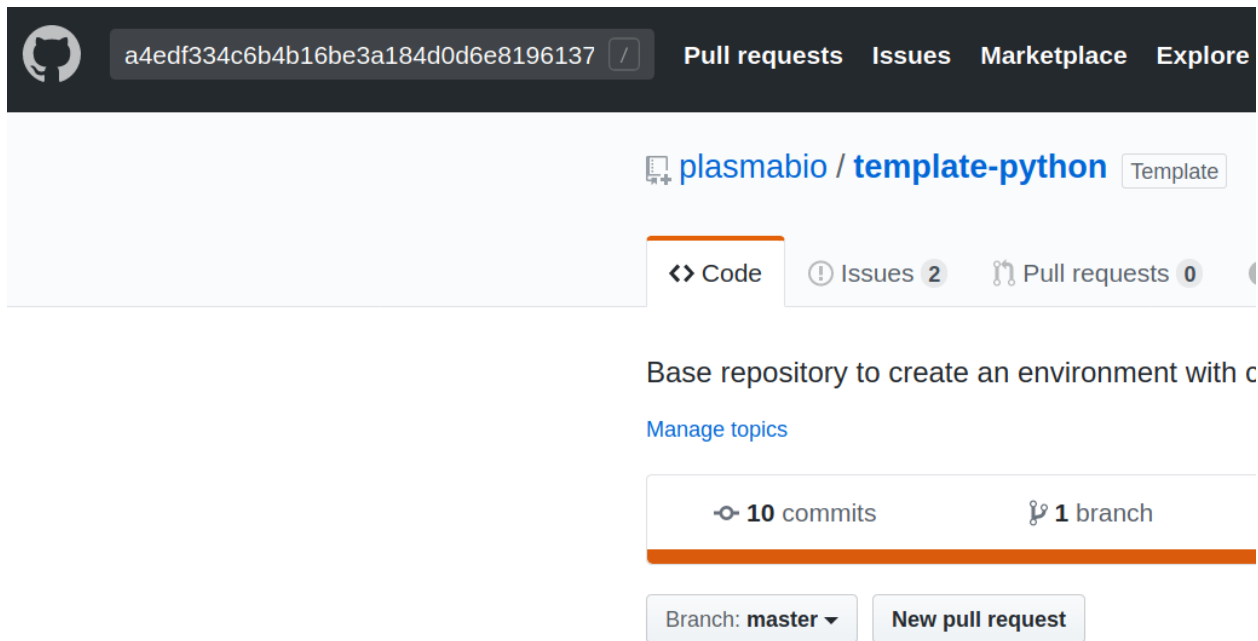 a4edf334c6b4b16be3a184d0d6e8196137 / Pull requests Issues Marketplace Explore
plasmabio / template-python Template
Code Issues 2 Pull requests 0
Base repository to create an environment with c
Manage topics
10 commits 1 branch
Branch: master New pull request